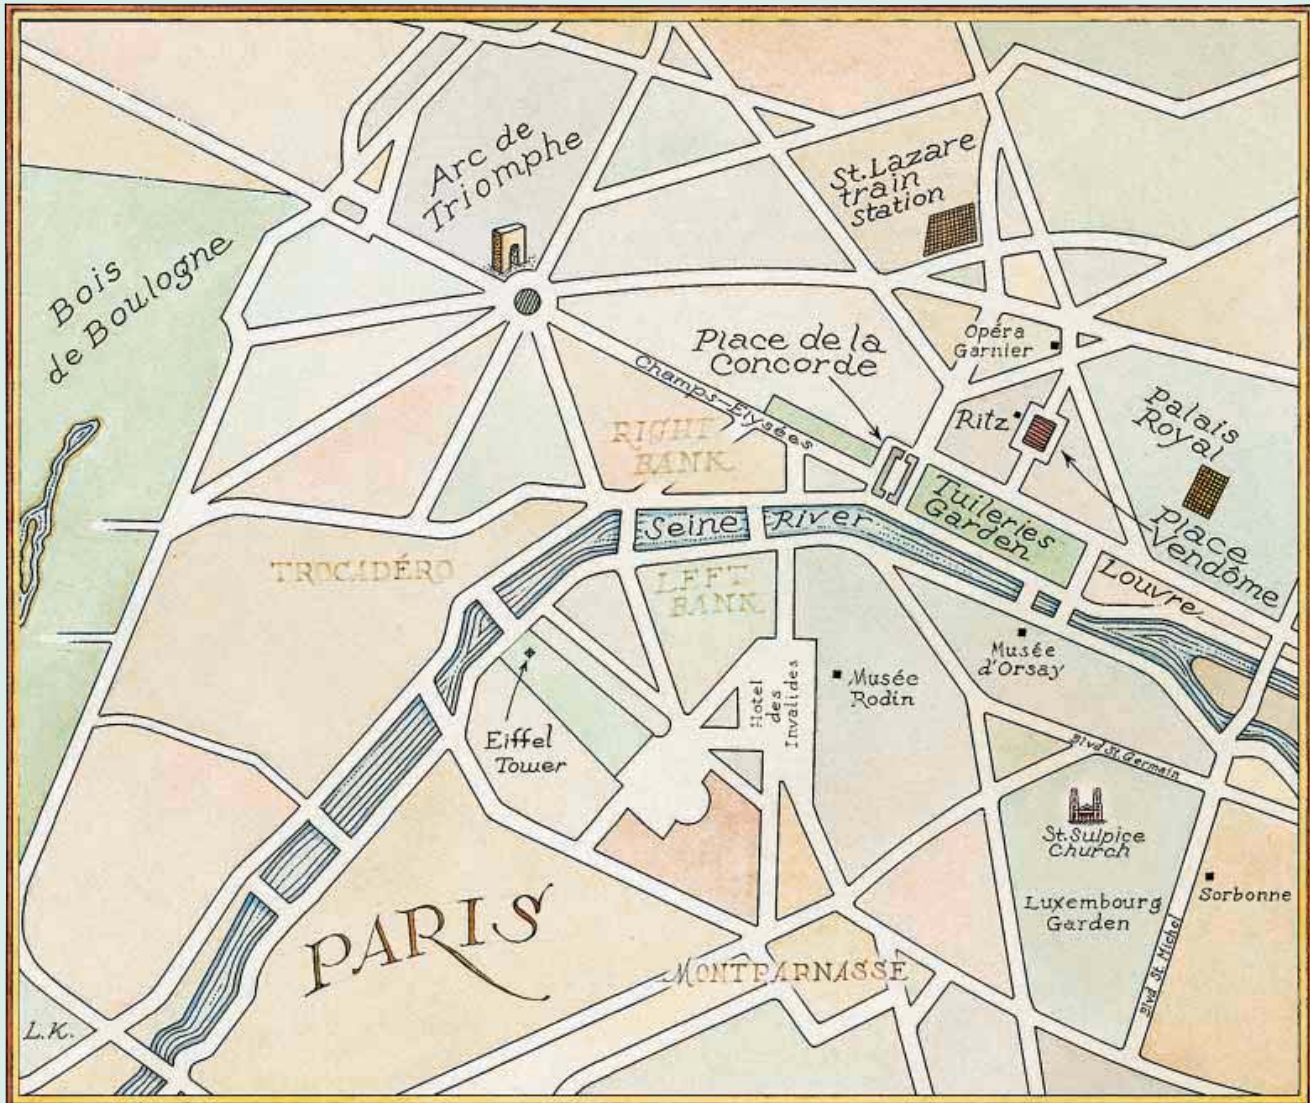 Arc de
Triomphe
St. Lazare
train
station
Bois
de Boulogne
Place de la
Concorde
Opéra
Garnier
Champs-Elysées
Ritz
Palais
Royal
RIGHT
BANK
Tuileries
Garden
Place
Vendôme
Seine River
TROCADÉRO
LEFT
BANK
Louvre
Musée
d'Orsay
Hotel
des
Invalides
Musée
Rodin
Eiffel
Tower
Blvd St. Germain
St. Sulpice
Church
Sorbonne
Luxembourg
Garden
PARIS
Blvd St. Michel
MONTPARNASSE
L.K.